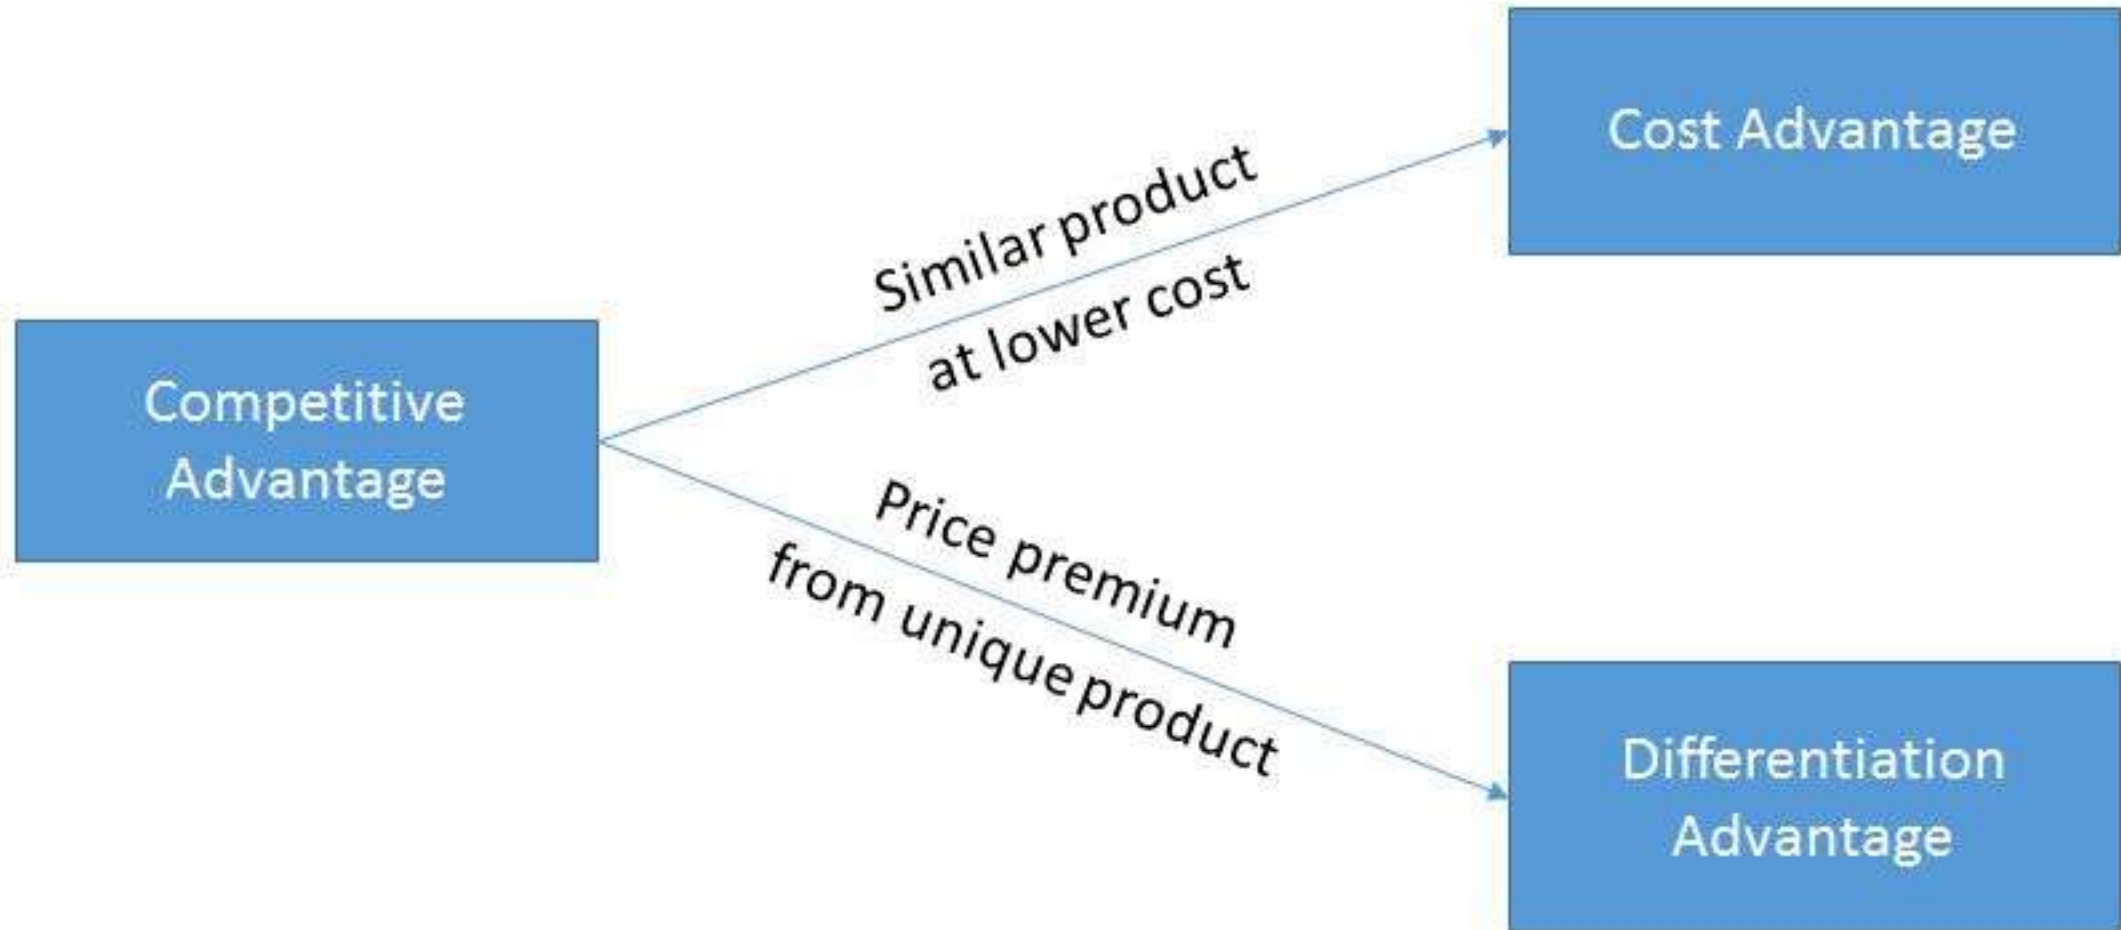 Competitive
Advantage
Similar product
at lower cost
Cost Advantage
Price premium
from unique product
Differentiation
Advantage